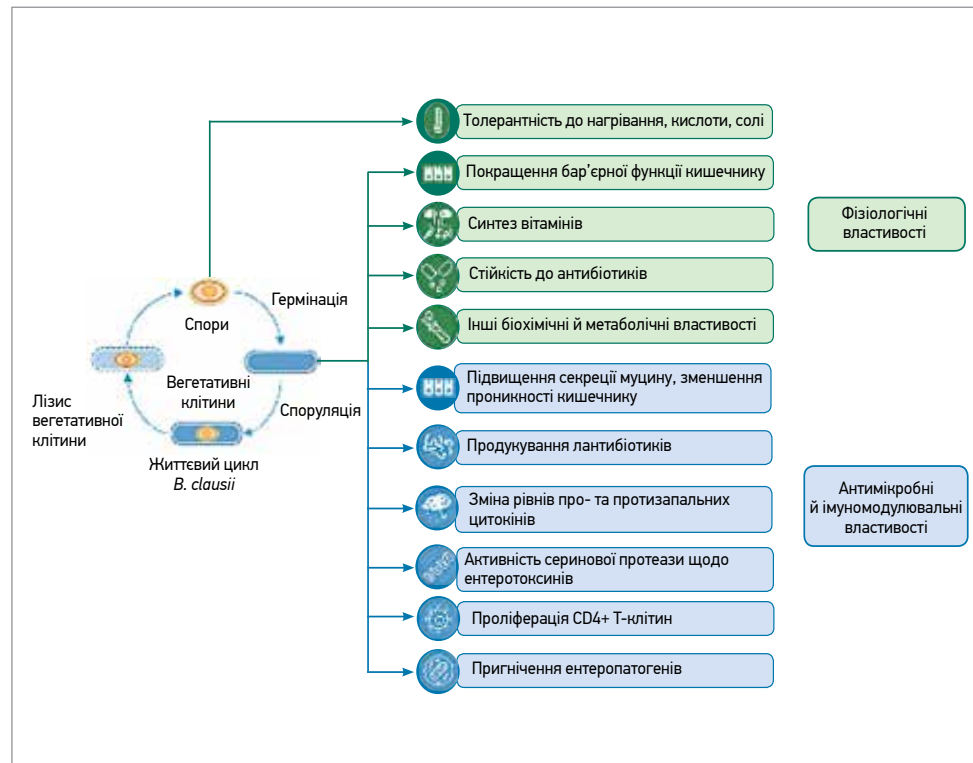 Толерантність до нагрівання, кислоти, солі
Покращення бар’єрної функції кишечнику
Синтез вітамінів
Стійкість до антибіотиків
Інші біохімічні й метаболічні властивості
Фізіологічні
властивості
Гермінація
Спори
Вегетативні
клітини
Споруляція
Лізис
вегетативної
клітини
Життєвий цикл
B. clausii
Підвищення секреції муцину, зменшення
проникності кишечнику
Продукування лантибіотиків
Зміна рівнів про- та протизапальних
цитокінів
Активність серинової протеази щодо
ентеротоксинів
Проліферація CD4+ Т-клітин
Пригнічення ентеропатогенів
Антимікробні
й імуномодулювальні
властивості